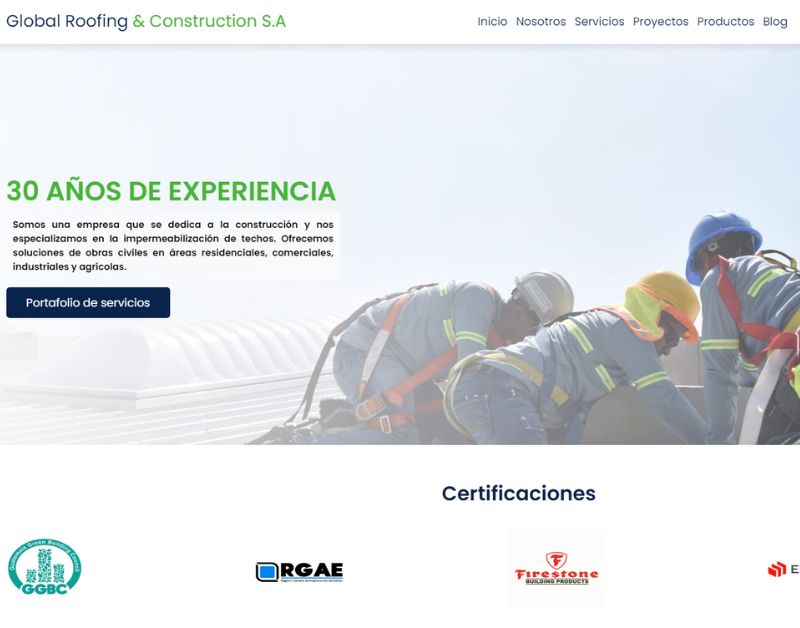 Global Roofing & Construction S.A
Inicio Nosotros Servicios Proyectos Productos Blog
30 AÑOS DE EXPERIENCIA
Somos una empresa que se dedica a la construcción y nos
especializamos en la impermeabilización de techos. Ofrecemos
soluciones de obras civiles en áreas residenciales, comerciales,
industriales y agrícolas.
Portafolio de servicios
Certificaciones
Guatemala Green Building Council
GGBC
RGAE
Firestone
BUILDING PRODUCTS
E